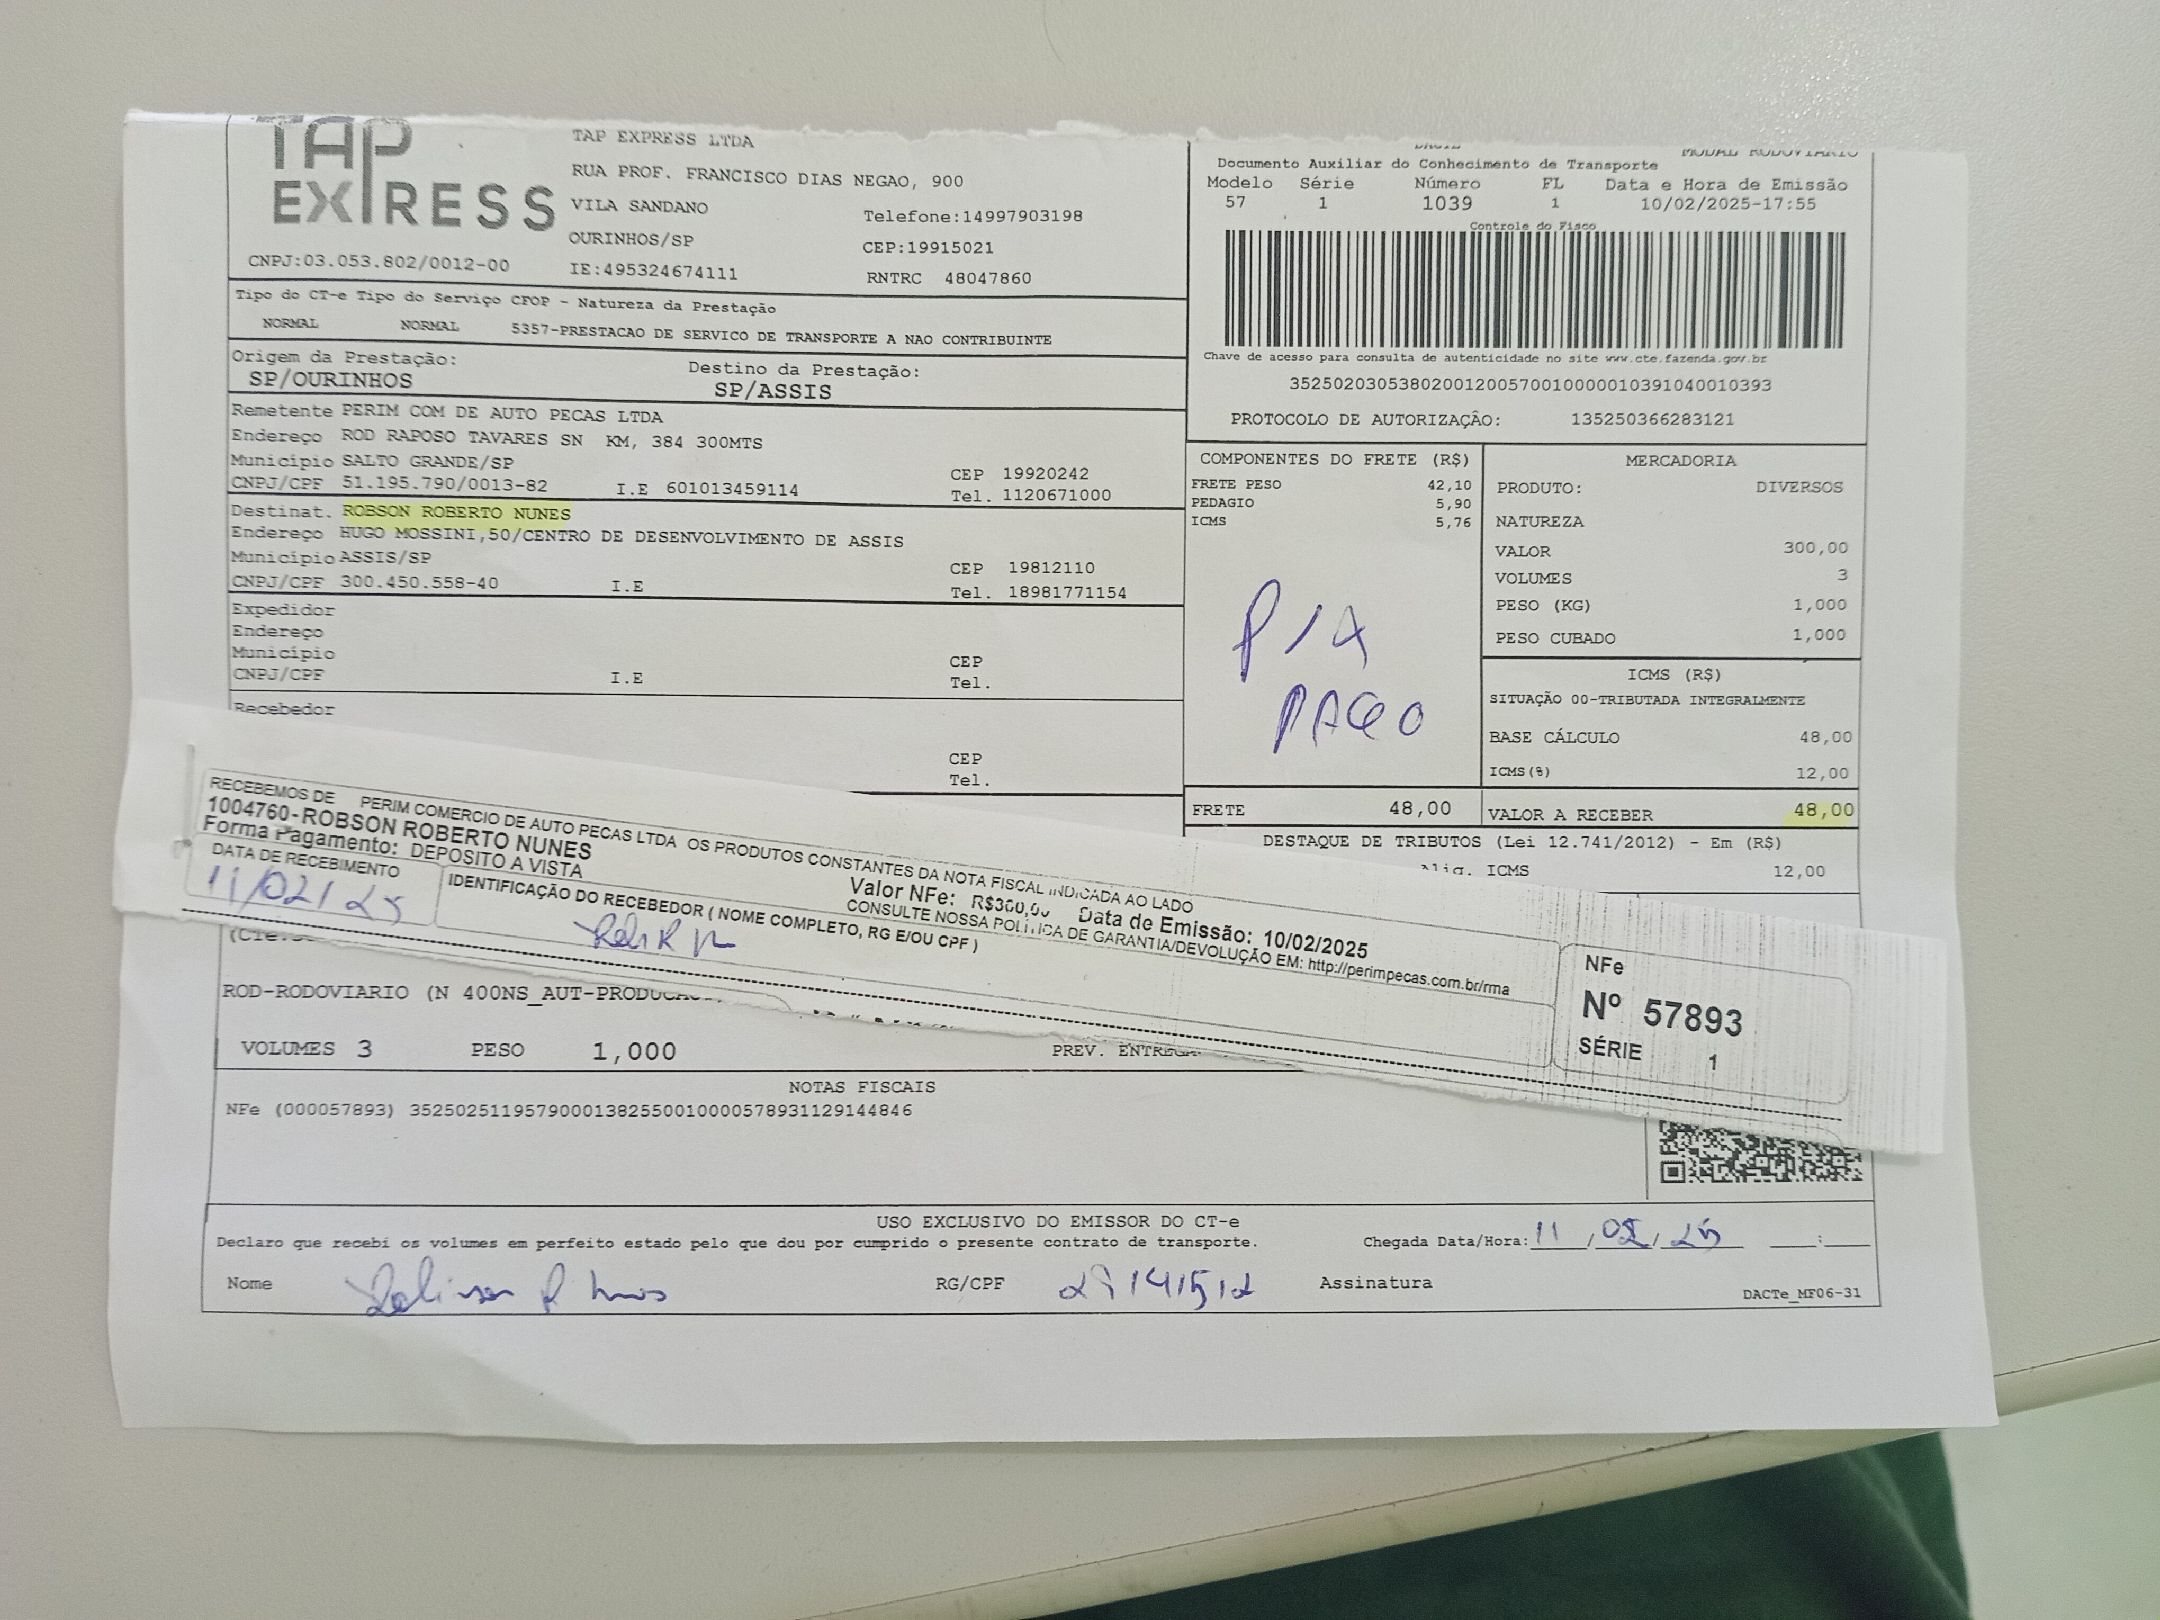 TAP EXPRESS
TAP EXPRESS LTDA
RUA PROF. FRANCISCO DIAS NEGAO, 900
VILA SANDANO
Telefone:14997903198
OURINHOS/SP
CEP:19915021
CNPJ:03.053.802/0012-00
IE:495324674111
RNTRC 48047860
MODAL RODOVIARIO
Documento Auxiliar do Conhecimento de Transporte
Modelo Série Número FL Data e Hora de Emissão
57 1 1039 1 10/02/2025-17:55
Controle do Fisco
Chave de acesso para consulta de autenticidade no site www.cte.fazenda.gov.br
35250203053802001200570010000010391040010393
PROTOCOLO DE AUTORIZAÇÃO: 135250366283121
Tipo do CT-e Tipo do Serviço CFOP - Natureza da Prestação
NORMAL NORMAL 5357-PRESTACAO DE SERVICO DE TRANSPORTE A NAO CONTRIBUINTE
Origem da Prestação: Destino da Prestação:
SP/OURINHOS SP/ASSIS
Remetente PERIM COM DE AUTO PECAS LTDA
Endereço ROD RAPOSO TAVARES SN KM, 384 300MTS
Município SALTO GRANDE/SP CEP 19920242
CNPJ/CPF 51.195.790/0013-82 I.E 601013459114 Tel. 1120671000
Destinat. ROBSON ROBERTO NUNES
Endereço HUGO MOSSINI,50/CENTRO DE DESENVOLVIMENTO DE ASSIS
Município ASSIS/SP CEP 19812110
CNPJ/CPF 300.450.558-40 I.E Tel. 18981771154
Expedidor
Endereço
Município CEP
CNPJ/CPF I.E Tel.
Recebedor
CEP
Tel.
COMPONENTES DO FRETE (R$)
FRETE PESO 42,10
PEDAGIO 5,90
ICMS 5,76
PAGO
FRETE 48,00
MERCADORIA
PRODUTO: DIVERSOS
NATUREZA
VALOR 300,00
VOLUMES 3
PESO (KG) 1,000
PESO CUBADO 1,000
ICMS (R$)
SITUAÇÃO 00-TRIBUTADA INTEGRALMENTE
BASE CÁLCULO 48,00
ICMS(%) 12,00
VALOR A RECEBER 48,00
DESTAQUE DE TRIBUTOS (Lei 12.741/2012) - Em (R$)
ICMS 12,00
RECEBEMOS DE PERIM COMERCIO DE AUTO PECAS LTDA OS PRODUTOS CONSTANTES DA NOTA FISCAL INDICADA AO LADO
1004760-ROBSON ROBERTO NUNES Valor NFe: Data de Emissão: 10/02/2025
Forma Pagamento: DEPOSITO A VISTA CONSULTE NOSSA POLÍTICA DE GARANTIA/DEVOLUÇÃO EM: http://perimpecas.com.br/rma
DATA DE RECEBIMENTO IDENTIFICAÇÃO DO RECEBEDOR ( NOME COMPLETO, RG E/OU CPF )
11/02/25
NFe
Nº 57893
SÉRIE 1
ROD-RODOVIARIO (N 400NS_AUT-PRODUCAO
VOLUMES 3 PESO 1,000 PREV. ENTREGA
NOTAS FISCAIS
NFe (000057893) 35250251195790001382550010000578931129144846
USO EXCLUSIVO DO EMISSOR DO CT-e
Declaro que recebi os volumes em perfeito estado pelo que dou por cumprido o presente contrato de transporte. Chegada Data/Hora: 11/02/25 __:__
Nome RG/CPF Assinatura
DACTe_MF06-31